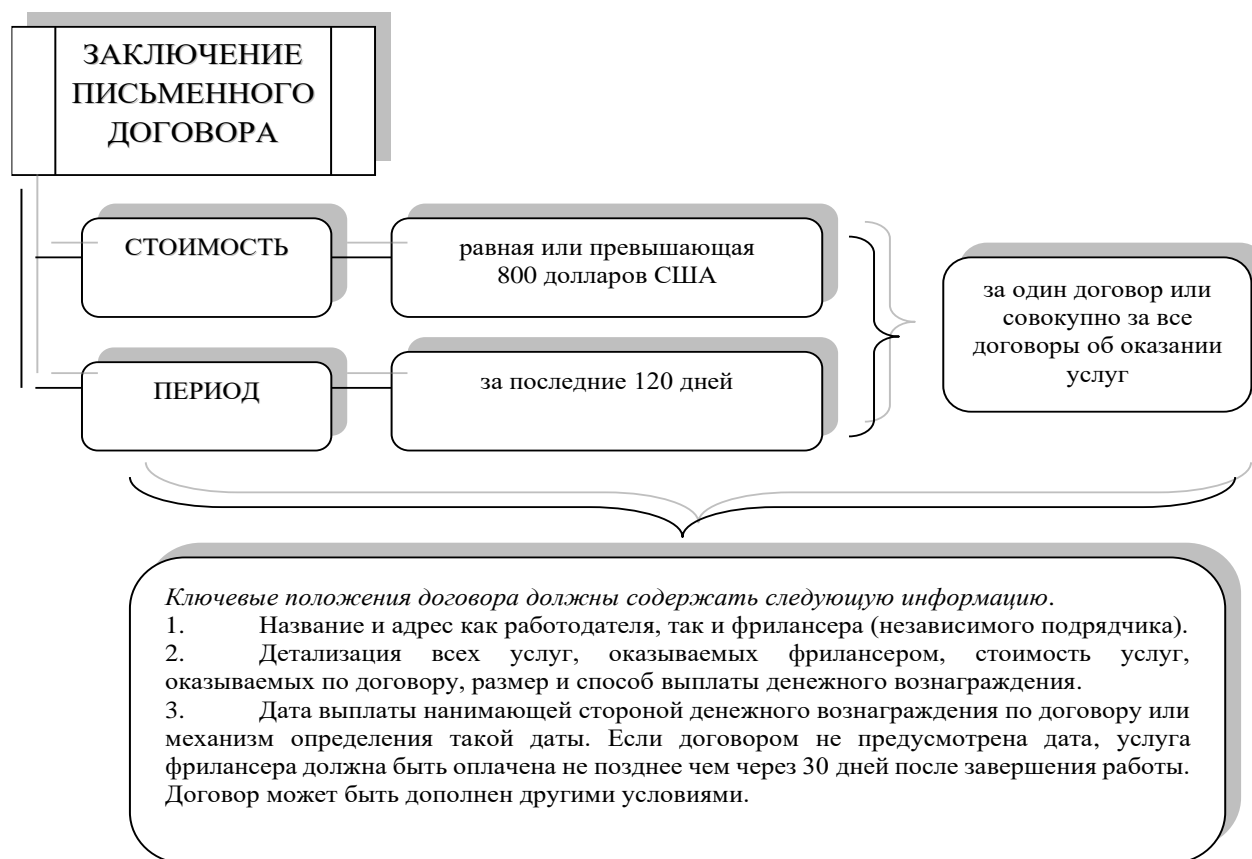 ЗАКЛЮЧЕНИЕ
ПИСЬМЕННОГО
ДОГОВОРА
СТОИМОСТЬ
равная или превышающая
800 долларов США
ПЕРИОД
за последние 120 дней
за один договор или
совокупно за все
договоры об оказании
услуг
Ключевые положения договора должны содержать следующую информацию.
1. Название и адрес как работодателя, так и фрилансера (независимого подрядчика).
2. Детализация всех услуг, оказываемых фрилансером, стоимость услуг,
оказываемых по договору, размер и способ выплаты денежного вознаграждения.
3. Дата выплаты нанимающей стороной денежного вознаграждения по договору или
механизм определения такой даты. Если договором не предусмотрена дата, услуга
фрилансера должна быть оплачена не позднее чем через 30 дней после завершения работы.
Договор может быть дополнен другими условиями.